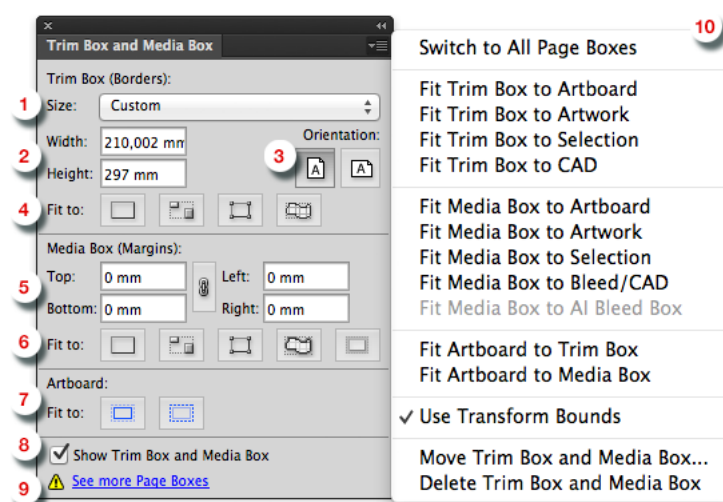 Trim Box and Media Box
Trim Box (Borders):
1 Size: Custom
2 Width: 210,002 mm
Height: 297 mm
Orientation:
3 A A
4 Fit to:
Media Box (Margins):
5 Top: 0 mm Left: 0 mm
Bottom: 0 mm Right: 0 mm
6 Fit to:
Artboard:
7 Fit to:
8 Show Trim Box and Media Box
9 See more Page Boxes
10
Switch to All Page Boxes
Fit Trim Box to Artboard
Fit Trim Box to Artwork
Fit Trim Box to Selection
Fit Trim Box to CAD
Fit Media Box to Artboard
Fit Media Box to Artwork
Fit Media Box to Selection
Fit Media Box to Bleed/CAD
Fit Media Box to AI Bleed Box
Fit Artboard to Trim Box
Fit Artboard to Media Box
✓ Use Transform Bounds
Move Trim Box and Media Box...
Delete Trim Box and Media Box